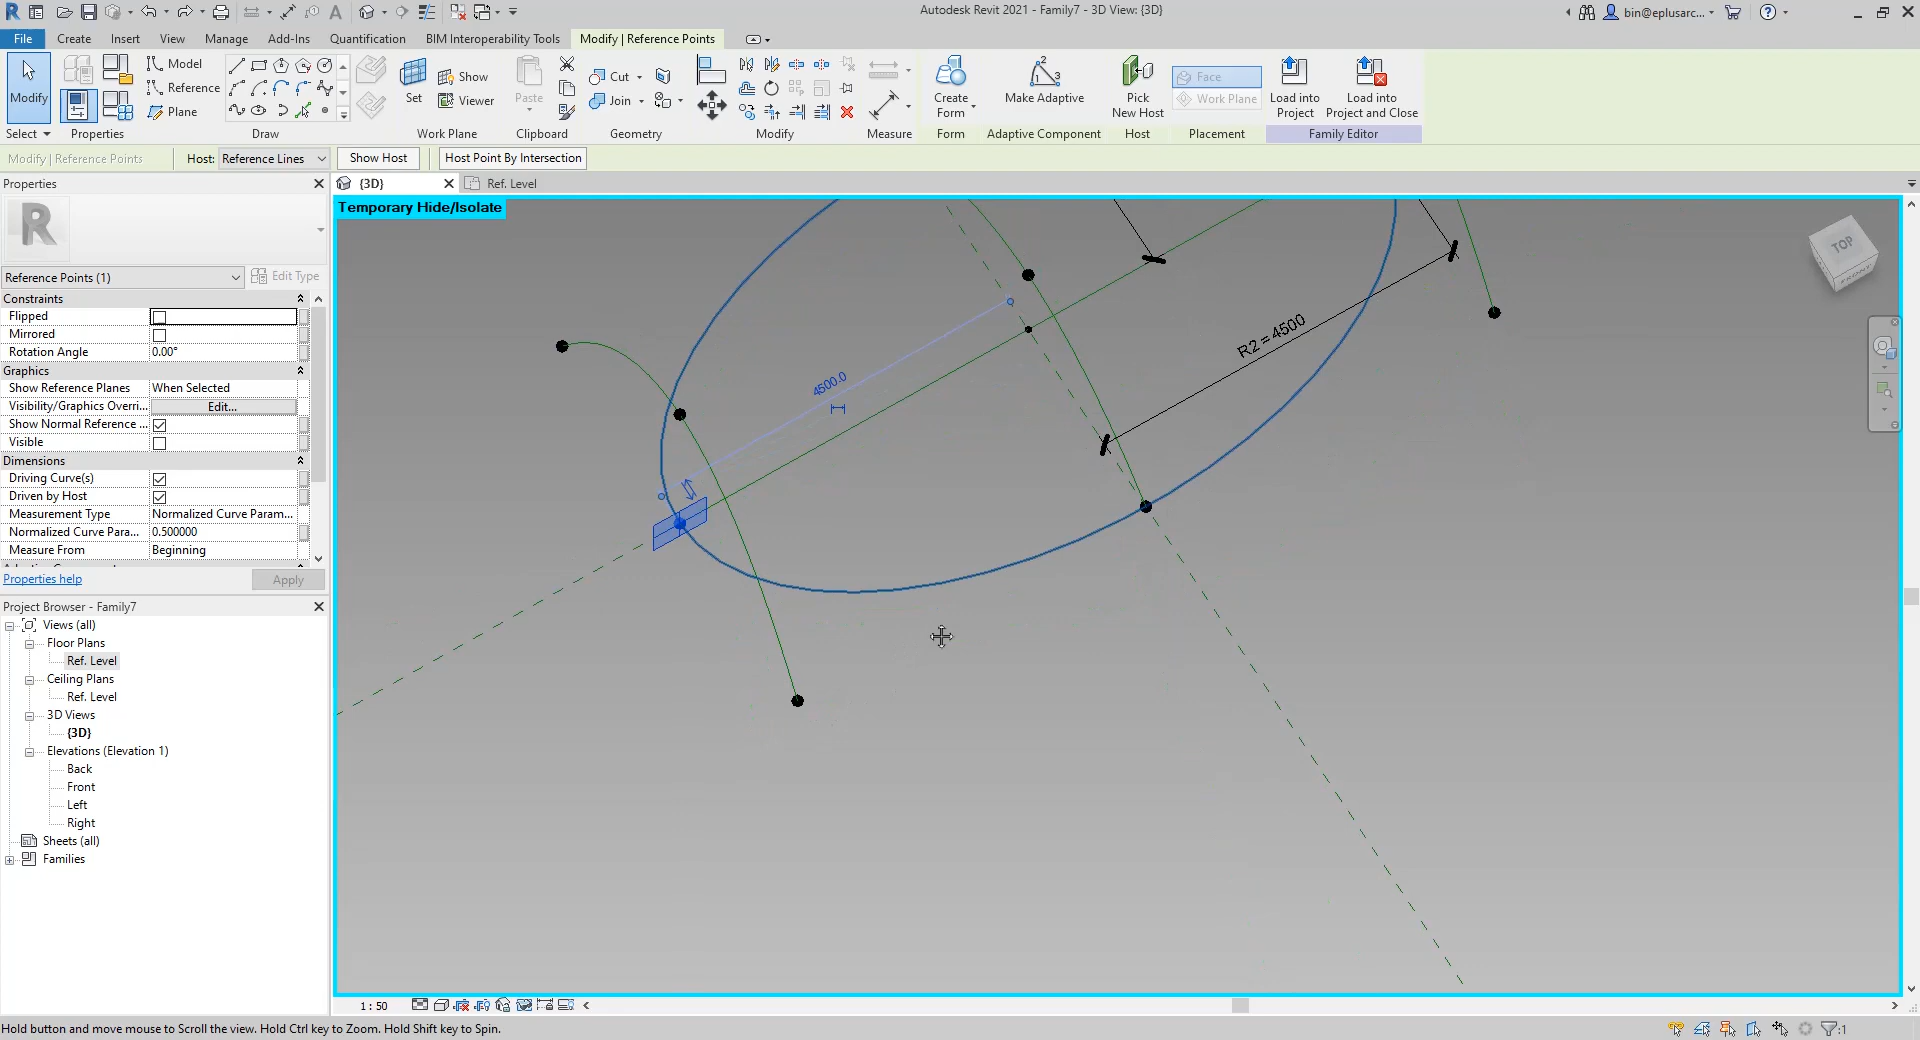 Autodesk Revit 2021 - Family7 - 3D View: {3D}
bin@eplusarc...
File Create Insert View Manage Add-Ins Quantification BIM Interoperability Tools Modify | Reference Points
Modify
Model
Reference
Plane
Set
Show
Viewer
Paste
Cut
Join
Create
Form
Make Adaptive
Pick
New Host
Face
Work Plane
Load into
Project
Load into
Project and Close
Select Properties Draw Work Plane Clipboard Geometry Modify Measure Form Adaptive Component Host Placement Family Editor
Modify | Reference Points Host: Reference Lines Show Host Host Point By Intersection
Properties
{3D}
Ref. Level
Temporary Hide/Isolate
R
Reference Points (1)
Edit Type
Constraints
Flipped
Mirrored
Rotation Angle 0.00°
Graphics
Show Reference Planes When Selected
Visibility/Graphics Overri... Edit...
Show Normal Reference ...
Visible
Dimensions
Driving Curve(s)
Driven by Host
Measurement Type Normalized Curve Param...
Normalized Curve Para... 0.500000
Measure From Beginning
Properties help
Apply
Project Browser - Family7
Views (all)
Floor Plans
Ref. Level
Ceiling Plans
Ref. Level
3D Views
{3D}
Elevations (Elevation 1)
Back
Front
Left
Right
Sheets (all)
Families
4500.0
R2 = 4500
TOP
FRONT
1 : 50
Hold button and move mouse to Scroll the view. Hold Ctrl key to Zoom. Hold Shift key to Spin.
:1